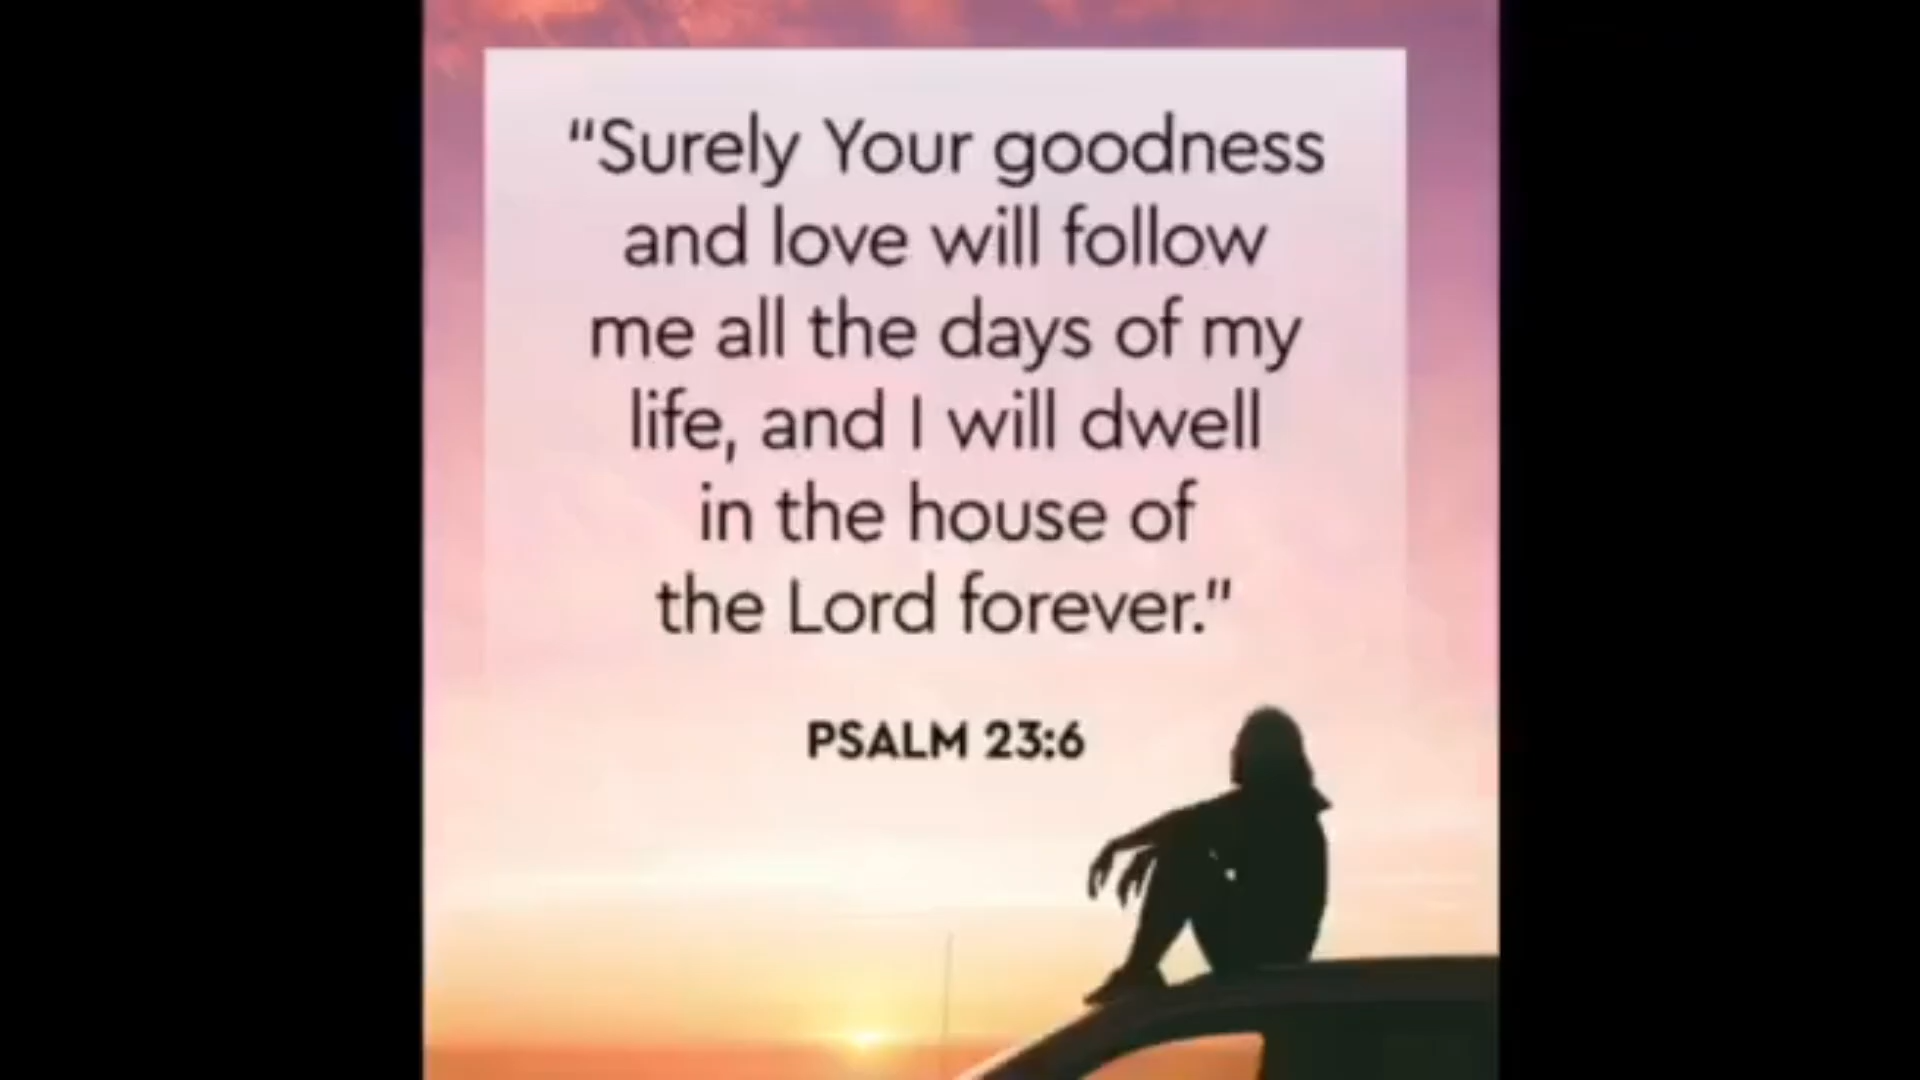 “Surely Your goodness
and love will follow
me all the days of my
life, and I will dwell
in the house of
the Lord forever.”
PSALM 23:6